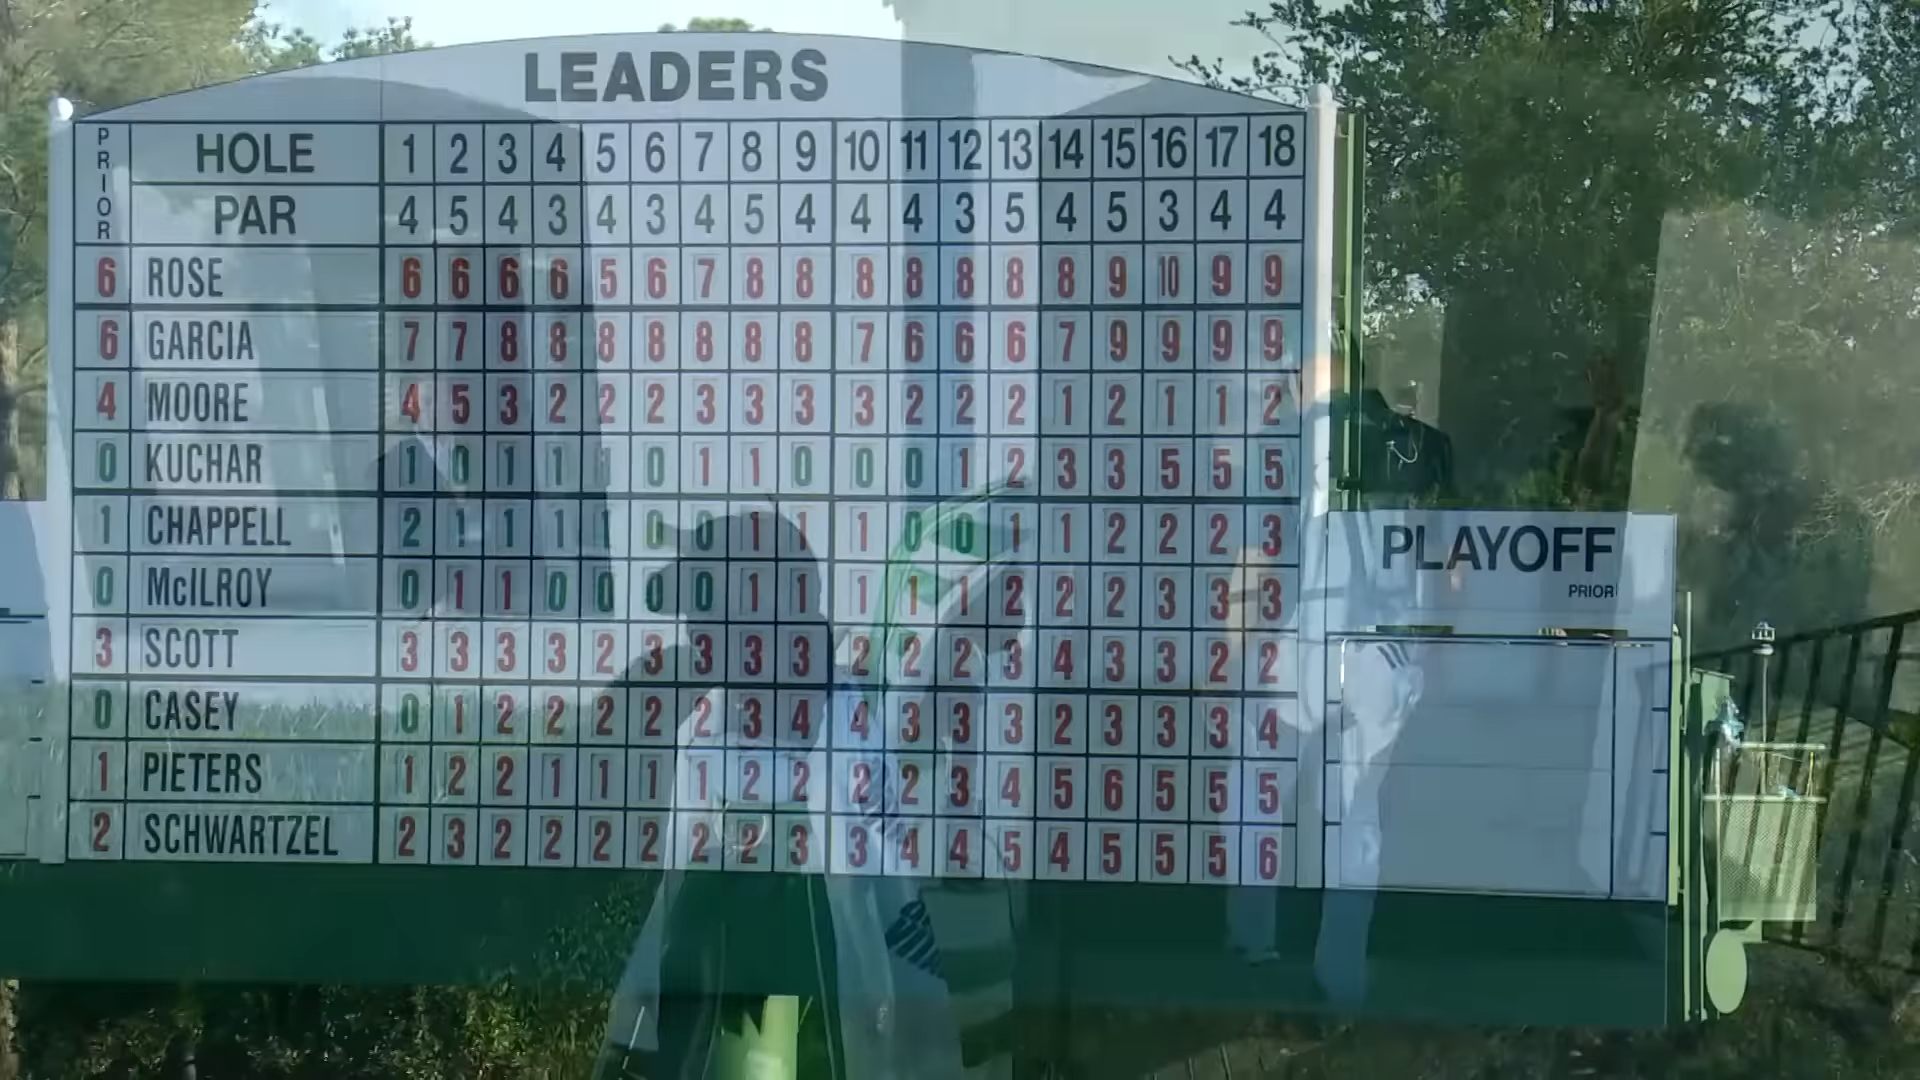 LEADERS
PRIOR HOLE 1 2 3 4 5 6 7 8 9 10 11 12 13 14 15 16 17 18
PAR 4 5 4 3 4 3 4 5 4 4 4 3 5 4 5 3 4 4
6 ROSE 6 6 6 6 5 6 7 8 8 8 8 8 8 8 9 10 9 9
6 GARCIA 7 7 8 8 8 8 8 8 8 7 6 6 6 7 9 9 9 9
4 MOORE 4 5 3 2 2 2 3 3 3 3 2 2 2 1 2 1 1 2
0 KUCHAR 1 0 1 1 1 0 1 1 0 0 0 1 2 3 3 5 5 5
1 CHAPPELL 2 1 1 1 1 0 0 1 1 1 0 0 1 1 2 2 2 3
0 McILROY 0 1 1 0 0 0 0 1 1 1 1 1 2 2 2 3 3 3
3 SCOTT 3 3 3 3 2 3 3 3 3 2 2 2 3 4 3 3 2 2
0 CASEY 0 1 2 2 2 2 2 3 4 4 3 3 3 2 3 3 3 4
1 PIETERS 1 2 2 1 1 1 1 2 2 2 2 3 4 5 6 5 5 5
2 SCHWARTZEL 2 3 2 2 2 2 2 2 3 3 4 4 5 4 5 5 5 6
PLAYOFF
PRIOR